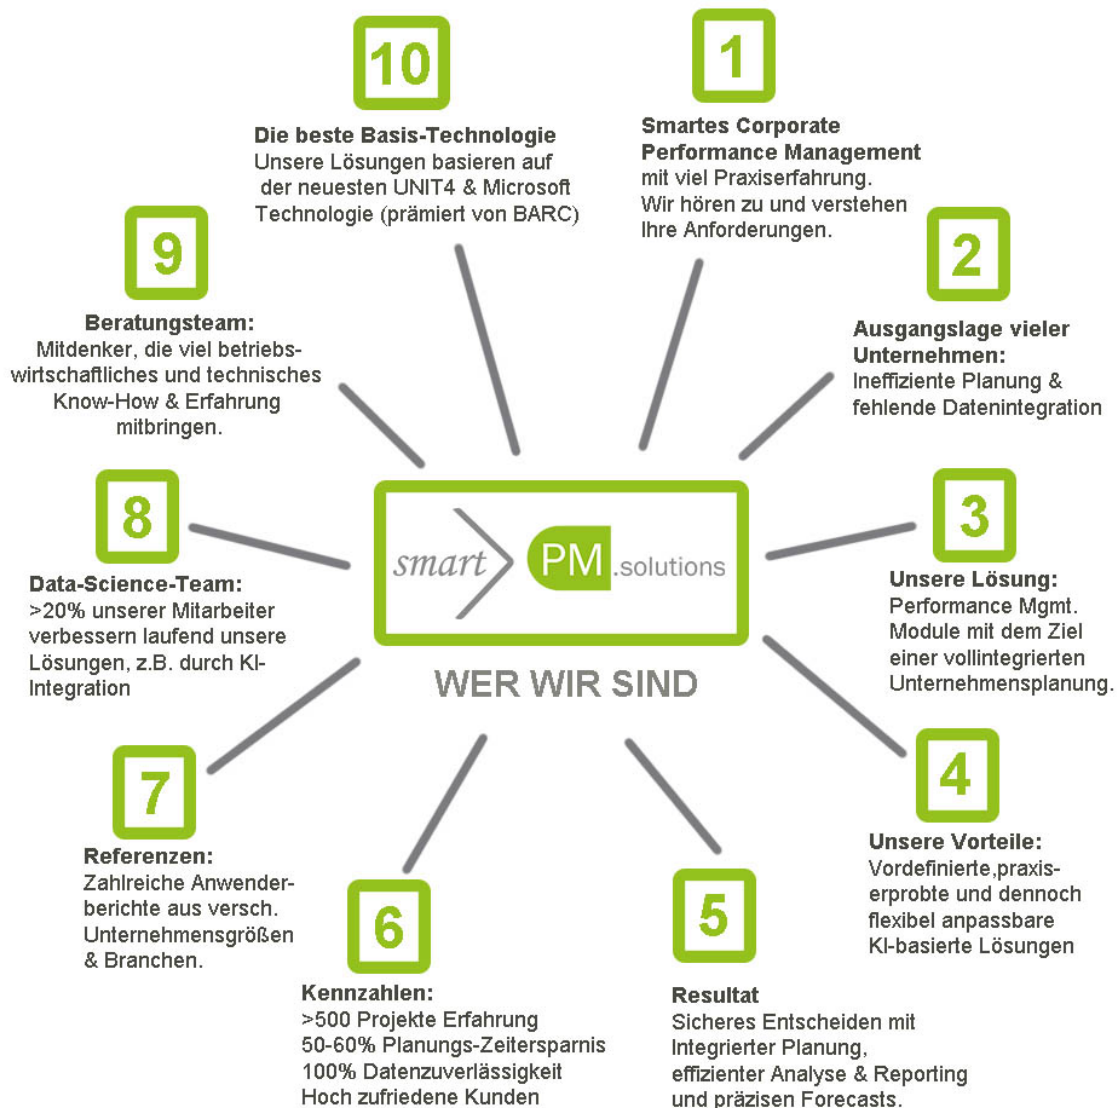 1
Smartes Corporate
Performance Management
mit viel Praxiserfahrung.
Wir hören zu und verstehen
Ihre Anforderungen.
2
Ausgangslage vieler
Unternehmen:
Ineffiziente Planung &
fehlende Datenintegration
3
Unsere Lösung:
Performance Mgmt.
Module mit dem Ziel
einer vollintegrierten
Unternehmensplanung.
4
Unsere Vorteile:
Vordefinierte,praxis-
erprobte und dennoch
flexibel anpassbare
KI-basierte Lösungen
5
Resultat
Sicheres Entscheiden mit
Integrierter Planung,
effizienter Analyse & Reporting
und präzisen Forecasts.
6
Kennzahlen:
>500 Projekte Erfahrung
50-60% Planungs-Zeitersparnis
100% Datenzuverlässigkeit
Hoch zufriedene Kunden
7
Referenzen:
Zahlreiche Anwender-
berichte aus versch.
Unternehmensgrößen
& Branchen.
8
Data-Science-Team:
>20% unserer Mitarbeiter
verbessern laufend unsere
Lösungen, z.B. durch KI-
Integration
9
Beratungsteam:
Mitdenker, die viel betriebs-
wirtschaftliches und technisches
Know-How & Erfahrung
mitbringen.
10
Die beste Basis-Technologie
Unsere Lösungen basieren auf
der neuesten UNIT4 & Microsoft
Technologie (prämiert von BARC)
smart PM.solutions
WER WIR SIND